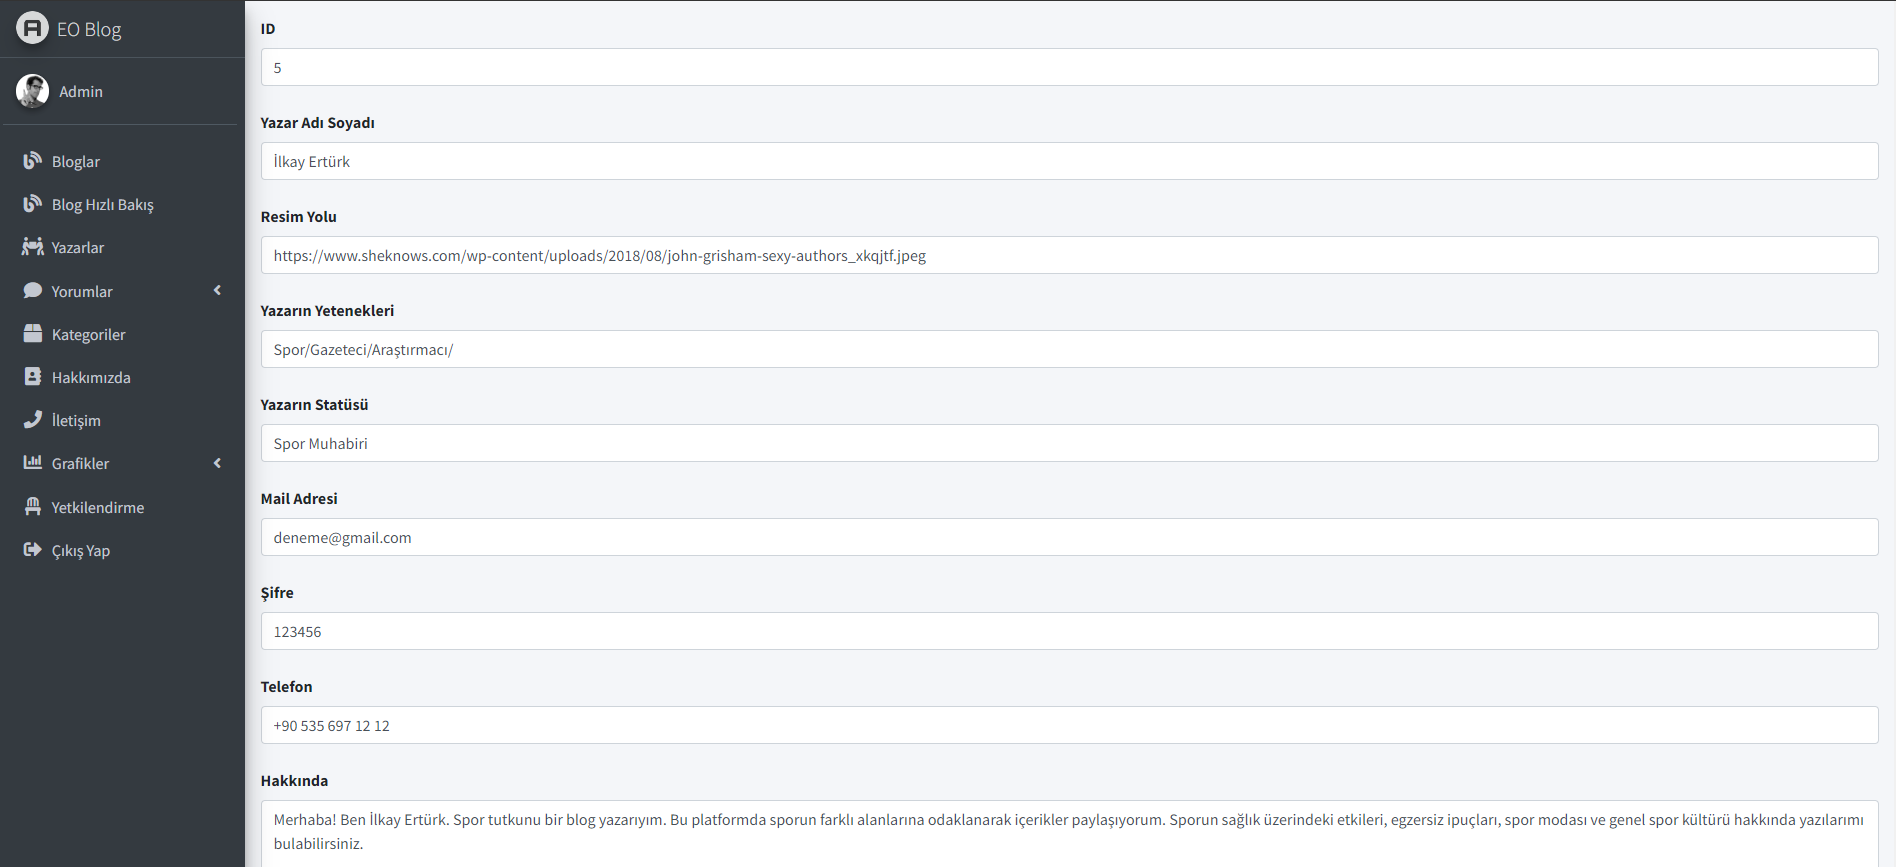 EO Blog
Admin
Bloglar
Blog Hızlı Bakış
Yazarlar
Yorumlar
Kategoriler
Hakkımızda
İletişim
Grafikler
Yetkilendirme
Çıkış Yap
ID
5
Yazar Adı Soyadı
İlkay Ertürk
Resim Yolu
https://www.sheknows.com/wp-content/uploads/2018/08/john-grisham-sexy-authors_xkqjtf.jpeg
Yazarın Yetenekleri
Spor/Gazeteci/Araştırmacı/
Yazarın Statüsü
Spor Muhabiri
Mail Adresi
deneme@gmail.com
Şifre
123456
Telefon
+90 535 697 12 12
Hakkında
Merhaba! Ben İlkay Ertürk. Spor tutkunu bir blog yazarıyım. Bu platformda sporun farklı alanlarına odaklanarak içerikler paylaşıyorum. Sporun sağlık üzerindeki etkileri, egzersiz ipuçları, spor modası ve genel spor kültürü hakkında yazılarımı
bulabilirsiniz.